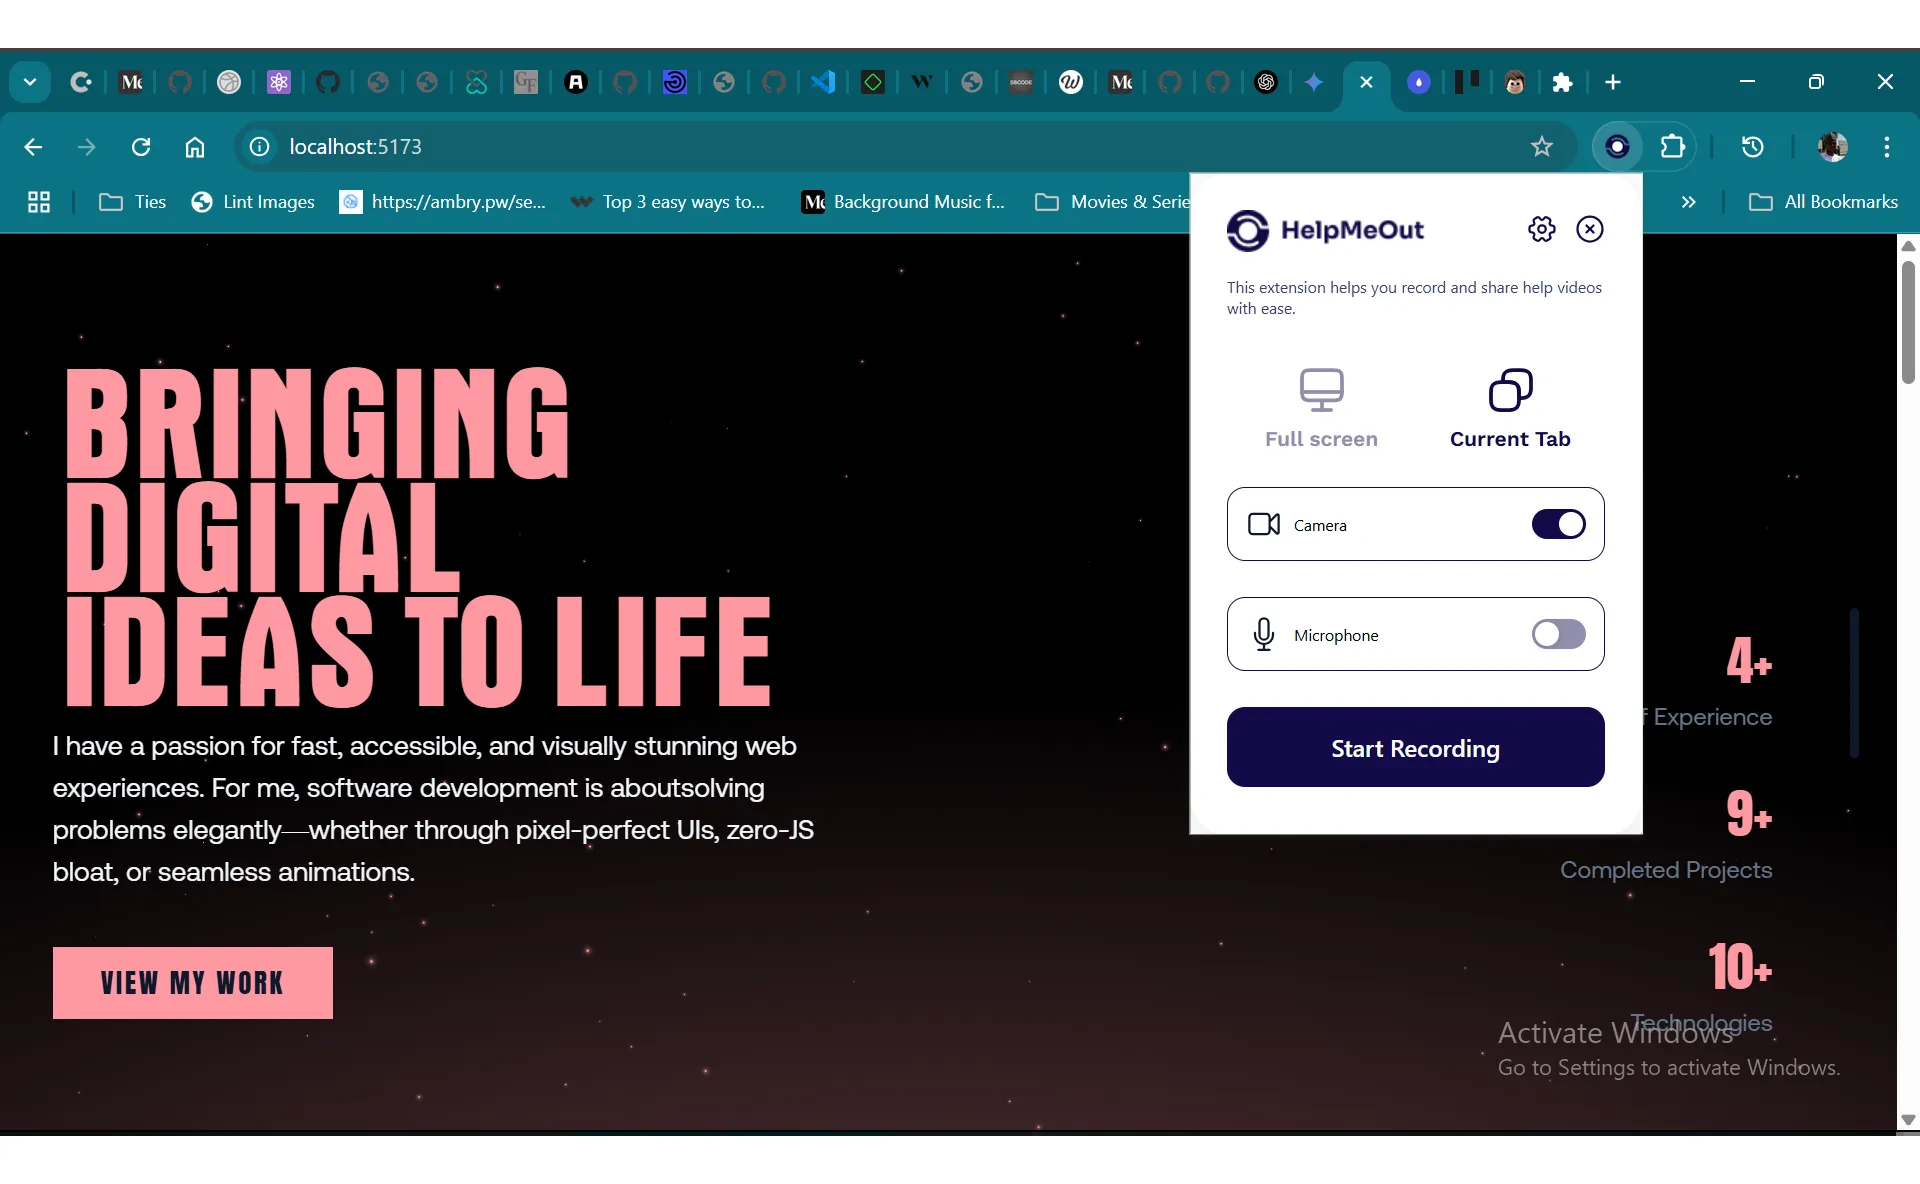 localhost:5173
Ties
Lint Images
https://ambry.pw/se...
Top 3 easy ways to...
Background Music f...
Movies & Serie
All Bookmarks
HelpMeOut
This extension helps you record and share help videos
with ease.
Full screen
Current Tab
Camera
Microphone
Start Recording
BRINGING
DIGITAL
IDEAS TO LIFE
I have a passion for fast, accessible, and visually stunning web
experiences. For me, software development is aboutsolving
problems elegantly—whether through pixel-perfect UIs, zero-JS
bloat, or seamless animations.
VIEW MY WORK
4+
f Experience
9+
Completed Projects
10+
Technologies
Activate Windows
Go to Settings to activate Windows.